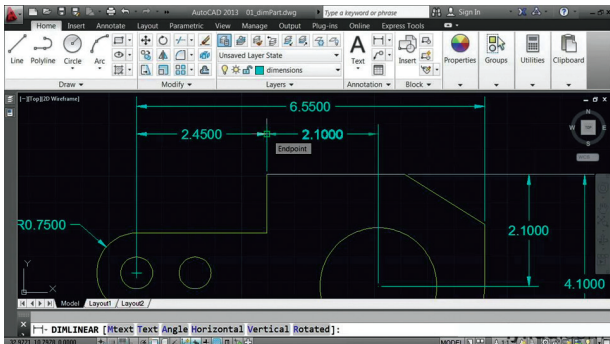 AutoCAD 2013 01_dimPart.dwg Type a keyword or phrase Sign In
Home Insert Annotate Layout Parametric View Manage Output Plug-ins Online Express Tools
Line Polyline Circle Arc
Unsaved Layer State
dimensions
Text Insert Properties Groups Utilities Clipboard
Draw Modify Layers Annotation Block
[−][Top][2D Wireframe]
6.5500
2.4500 2.1000
Endpoint
TOP
W E
S
R0.7500
2.1000
4.1000
Y
X
Model Layout1 Layout2
DIMLINEAR [Mtext Text Angle Horizontal Vertical Rotated]:
MODEL